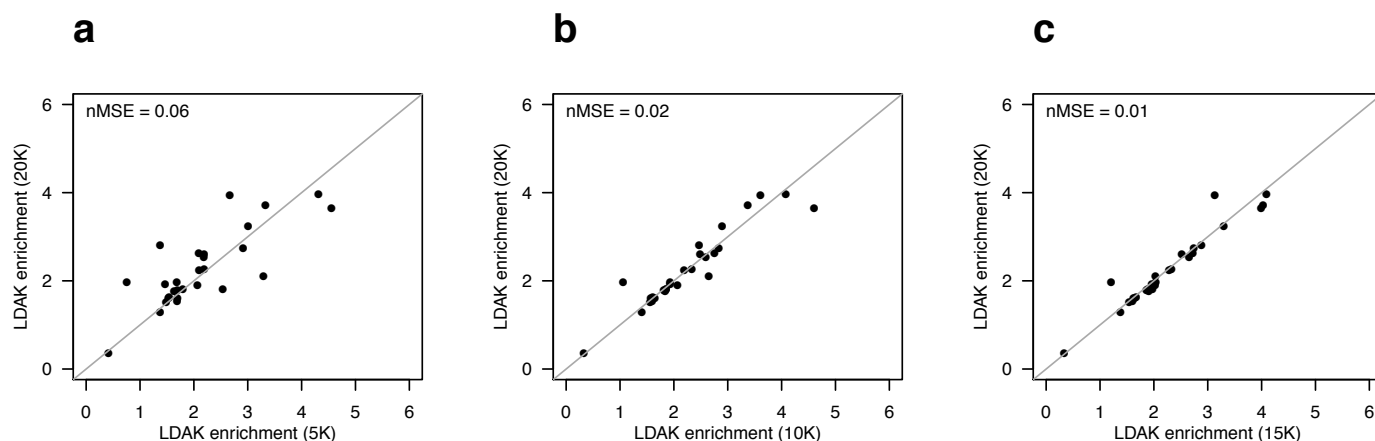 a
b
c
nMSE = 0.06
nMSE = 0.02
nMSE = 0.01
LDAK enrichment (20K)
6
4
2
0
0 1 2 3 4 5 6
LDAK enrichment (5K)
LDAK enrichment (20K)
6
4
2
0
0 1 2 3 4 5 6
LDAK enrichment (10K)
LDAK enrichment (20K)
6
4
2
0
0 1 2 3 4 5 6
LDAK enrichment (15K)